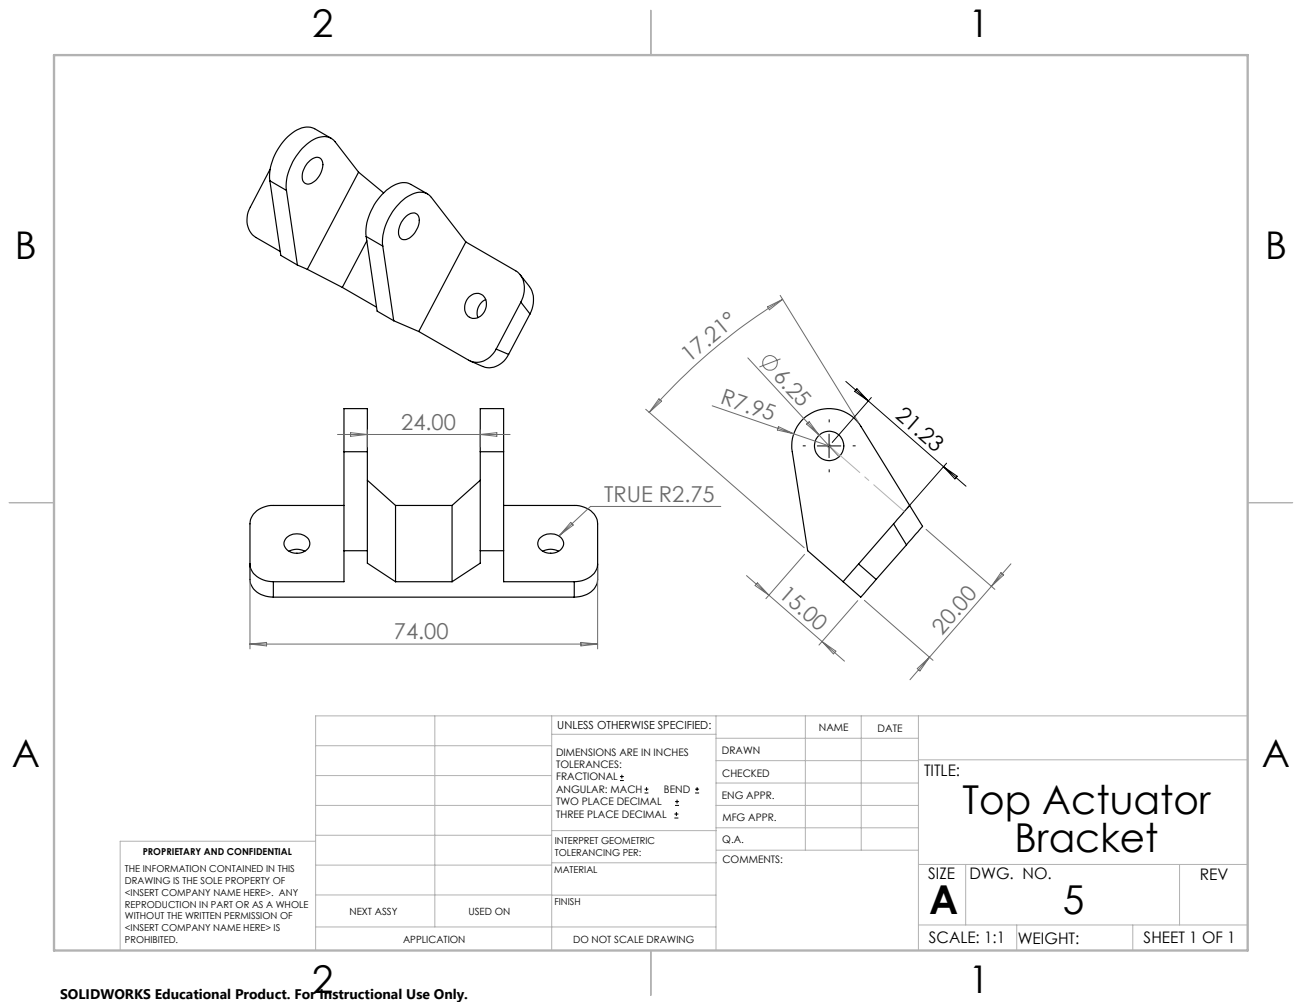 2
1
B
B
17.21°
∅6.25
R7.95
21.23
24.00
TRUE R2.75
15.00
20.00
74.00
A
A
UNLESS OTHERWISE SPECIFIED:
DIMENSIONS ARE IN INCHES
TOLERANCES:
FRACTIONAL ±
ANGULAR: MACH ± BEND ±
TWO PLACE DECIMAL ±
THREE PLACE DECIMAL ±
INTERPRET GEOMETRIC
TOLERANCING PER:
MATERIAL
FINISH
DO NOT SCALE DRAWING
NAME DATE
DRAWN
CHECKED
ENG APPR.
MFG APPR.
Q.A.
COMMENTS:
TITLE:
Top Actuator
Bracket
SIZE DWG. NO. REV
A 5
SCALE: 1:1 WEIGHT: SHEET 1 OF 1
PROPRIETARY AND CONFIDENTIAL
THE INFORMATION CONTAINED IN THIS
DRAWING IS THE SOLE PROPERTY OF
<INSERT COMPANY NAME HERE>. ANY
REPRODUCTION IN PART OR AS A WHOLE
WITHOUT THE WRITTEN PERMISSION OF
<INSERT COMPANY NAME HERE> IS
PROHIBITED.
NEXT ASSY USED ON
APPLICATION
2
1
SOLIDWORKS Educational Product. For Instructional Use Only.